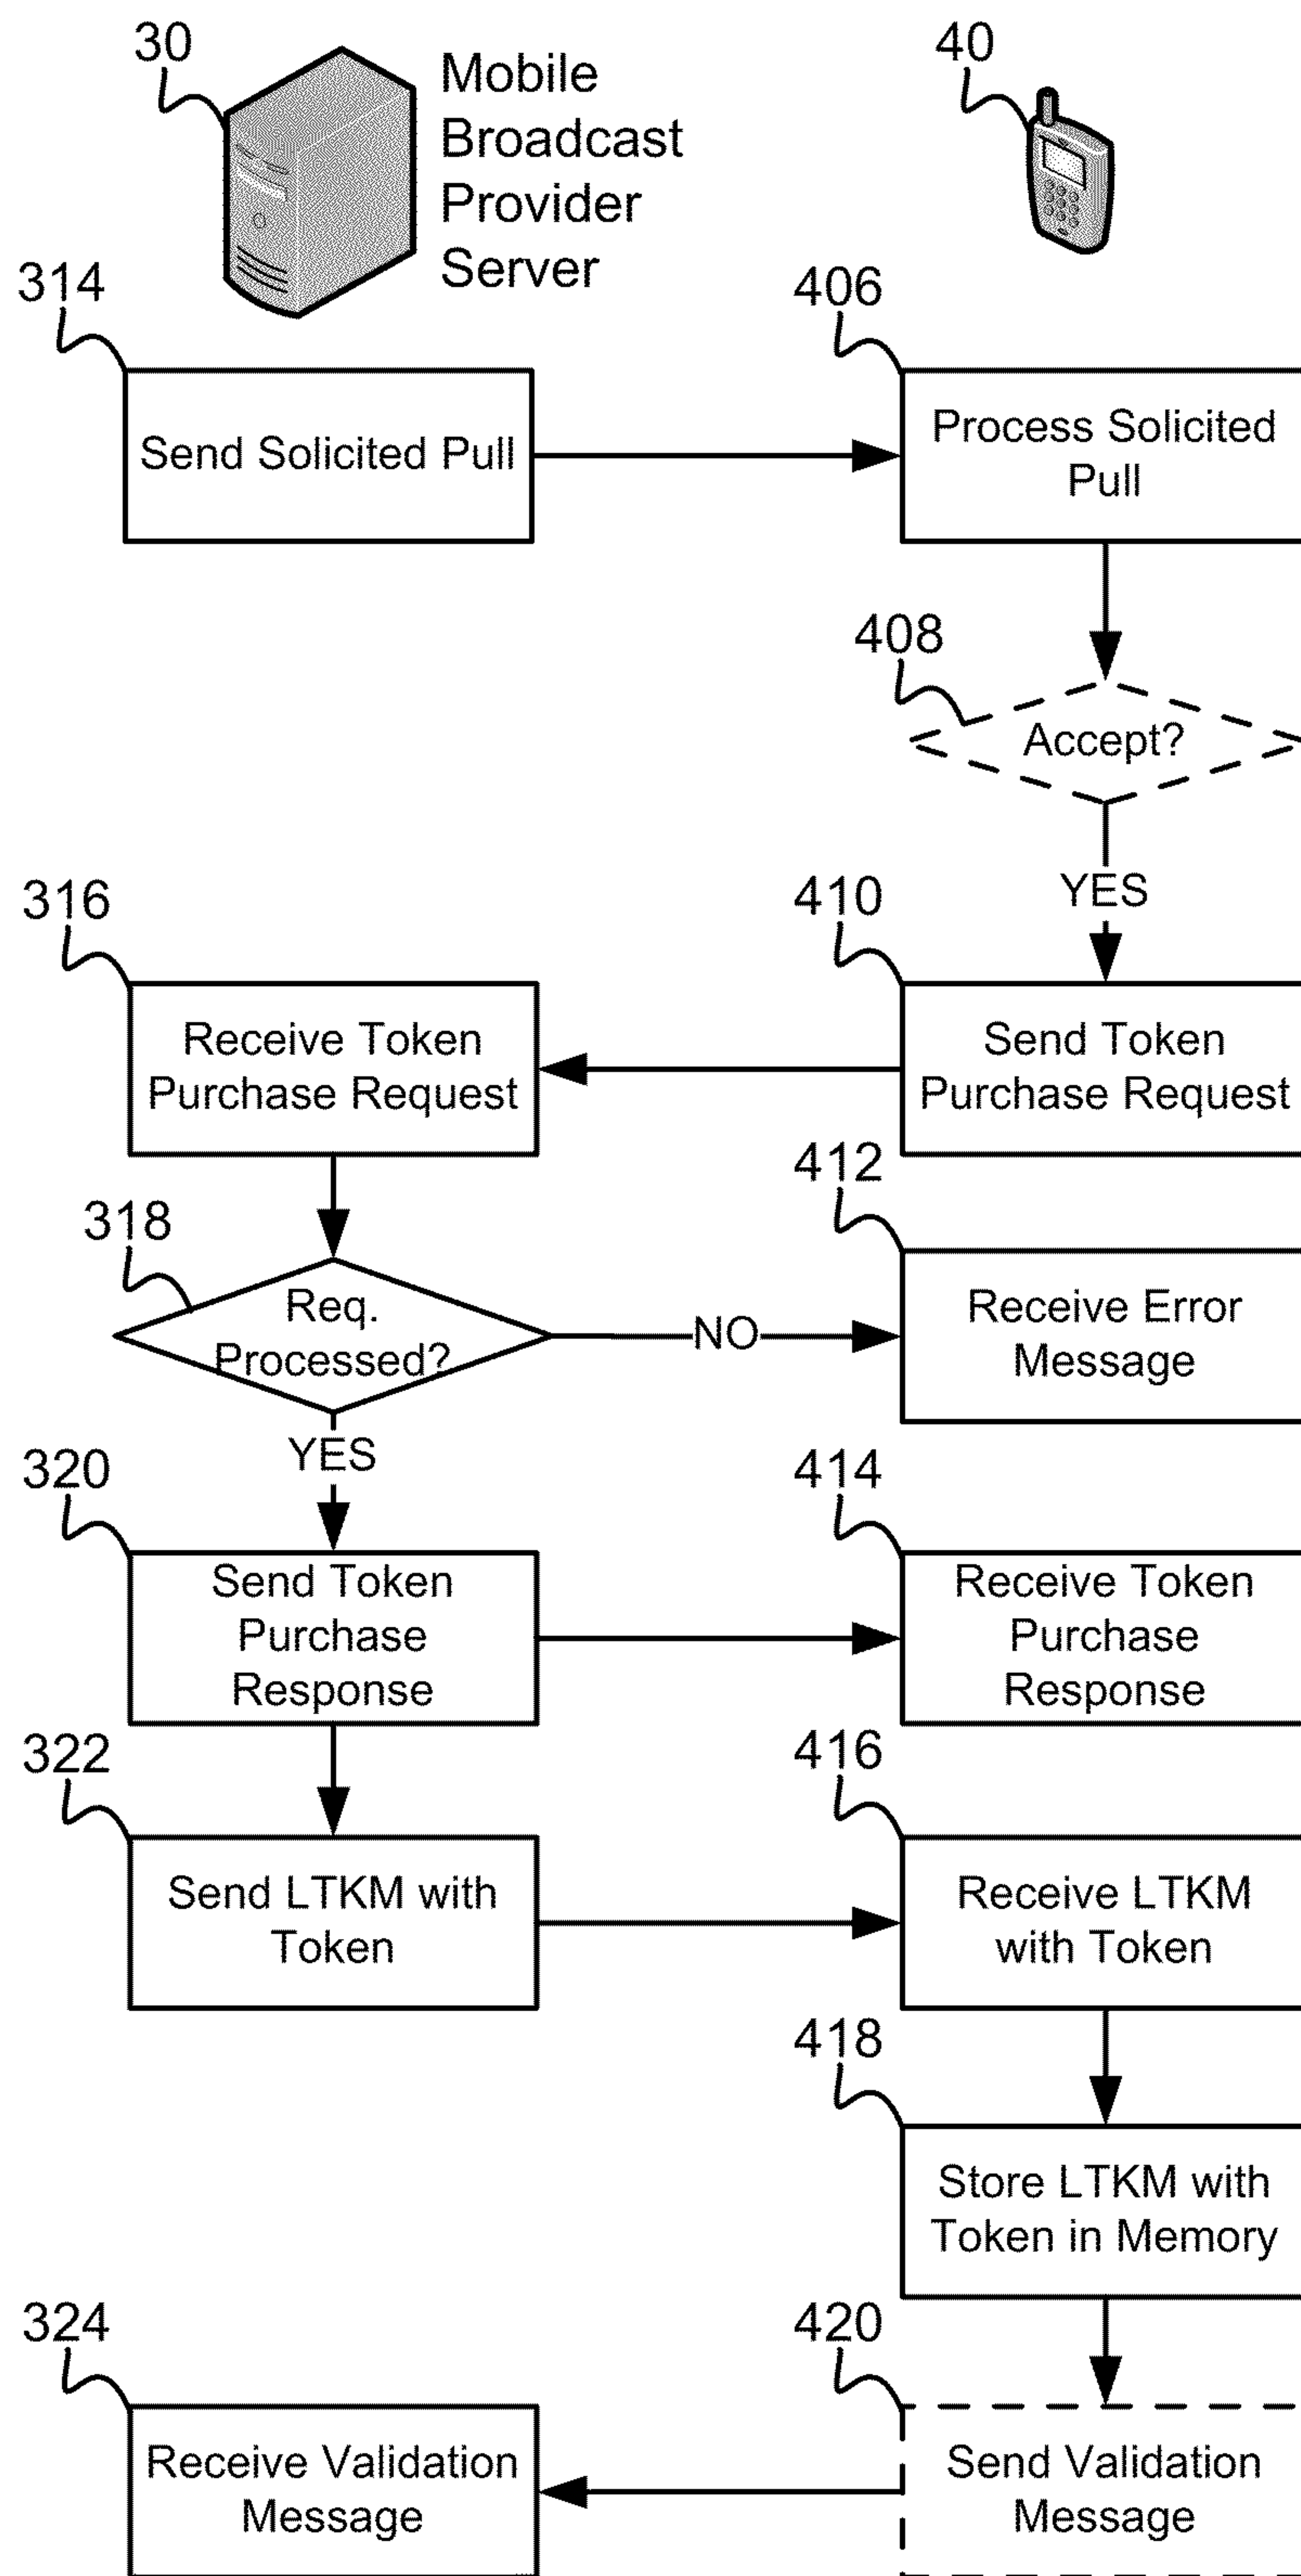 30
Mobile
Broadcast
Provider
Server
40
314
Send Solicited Pull
406
Process Solicited
Pull
408
Accept?
YES
316
Receive Token
Purchase Request
410
Send Token
Purchase Request
318
Req.
Processed?
NO
412
Receive Error
Message
YES
320
Send Token
Purchase
Response
414
Receive Token
Purchase
Response
322
Send LTKM with
Token
416
Receive LTKM
with Token
418
Store LTKM with
Token in Memory
324
Receive Validation
Message
420
Send Validation
Message